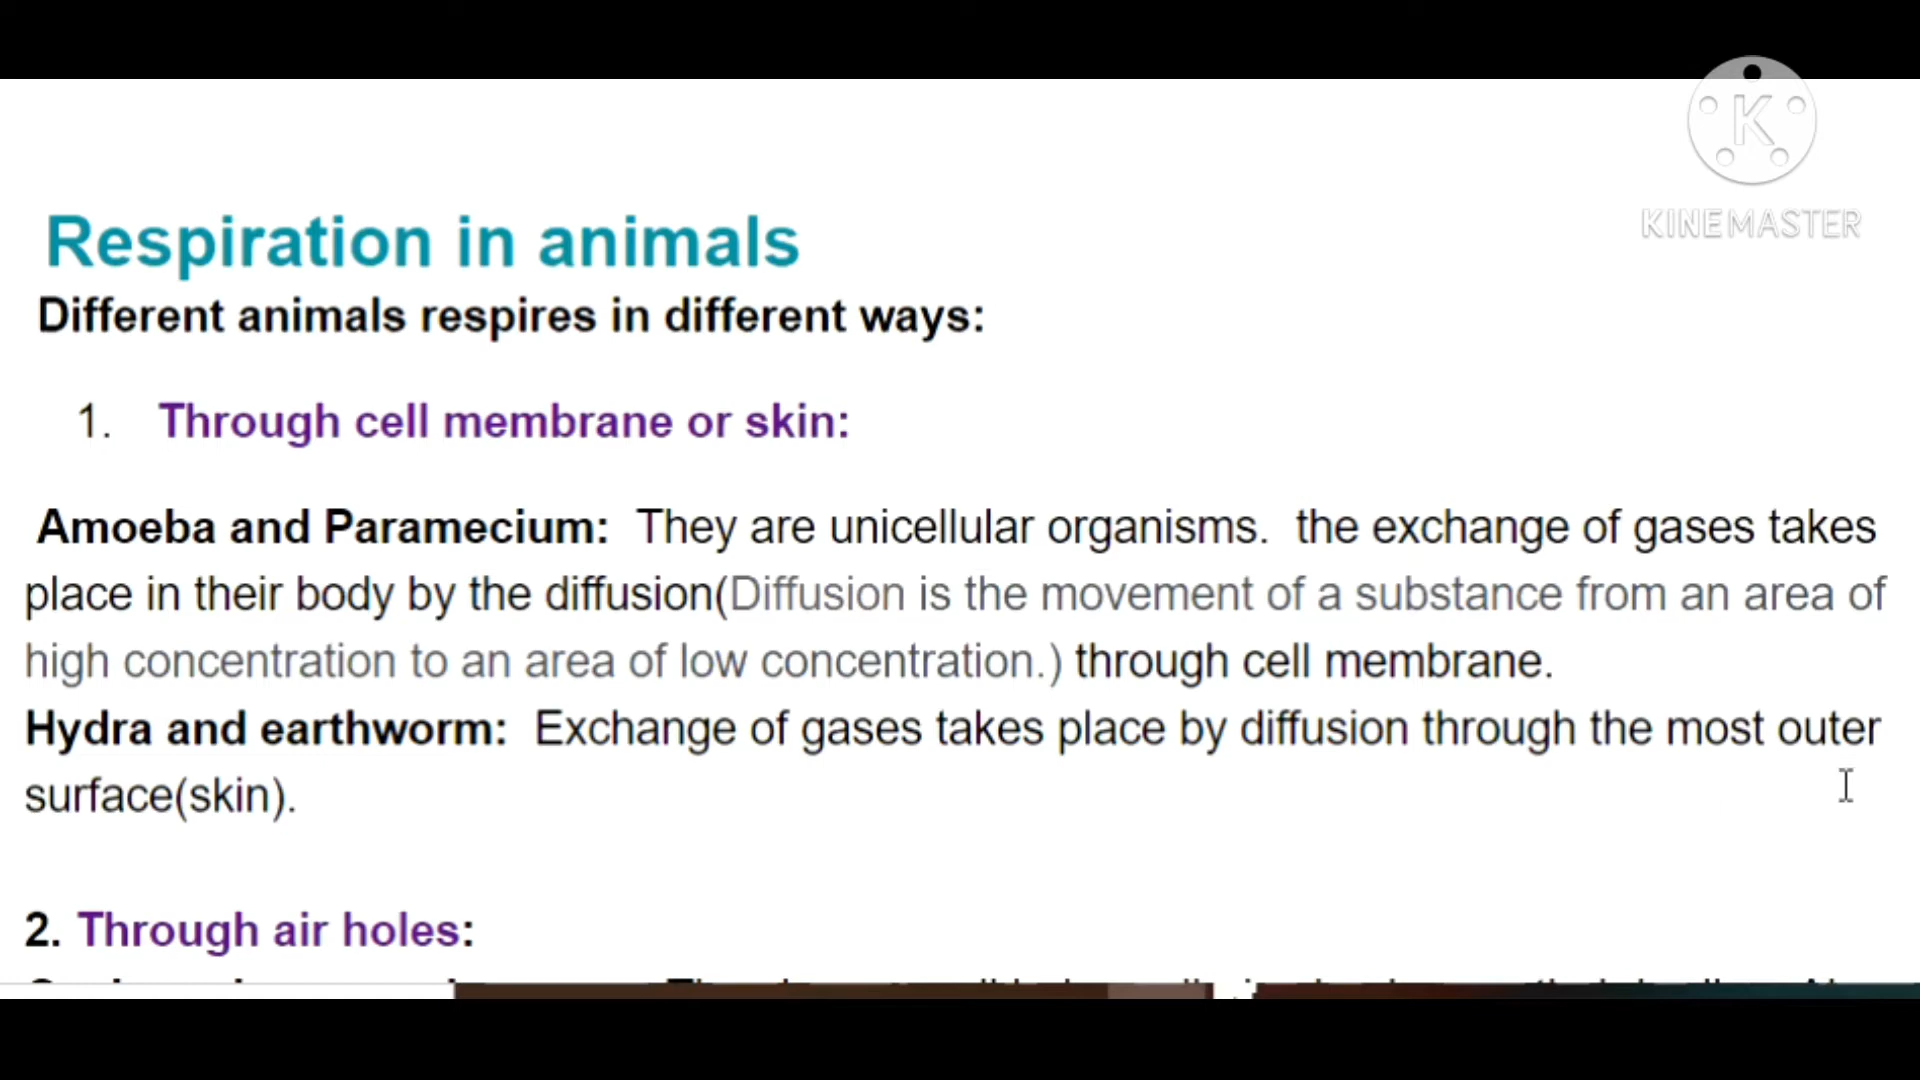 K
KINEMASTER
Respiration in animals
Different animals respires in different ways:
1. Through cell membrane or skin:
Amoeba and Paramecium: They are unicellular organisms. the exchange of gases takes
place in their body by the diffusion(Diffusion is the movement of a substance from an area of
high concentration to an area of low concentration.) through cell membrane.
Hydra and earthworm: Exchange of gases takes place by diffusion through the most outer
surface(skin).
2. Through air holes: